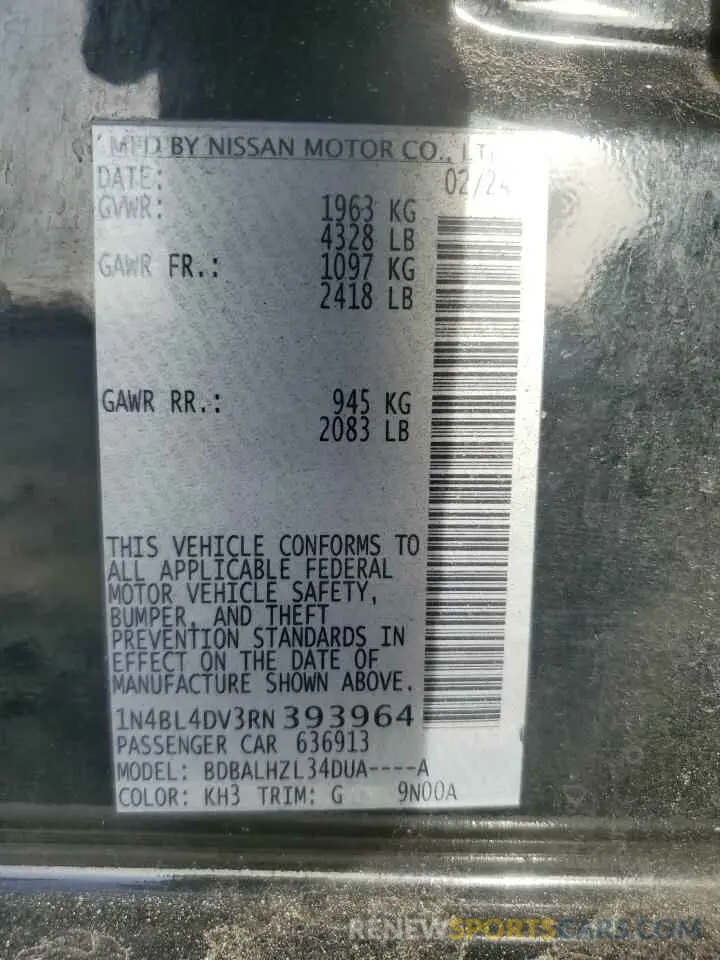 MFD BY NISSAN MOTOR CO., LTD
DATE: 02/24
GVWR: 1963 KG
4328 LB
GAWR FR.: 1097 KG
2418 LB
GAWR RR.: 945 KG
2083 LB
THIS VEHICLE CONFORMS TO
ALL APPLICABLE FEDERAL
MOTOR VEHICLE SAFETY,
BUMPER, AND THEFT
PREVENTION STANDARDS IN
EFFECT ON THE DATE OF
MANUFACTURE SHOWN ABOVE.
1N4BL4DV3RN 393964
PASSENGER CAR 636913
MODEL: BDBALHZL34DUA----A
COLOR: KH3 TRIM: G 9N00A
RENEWSPORTSCARS.COM